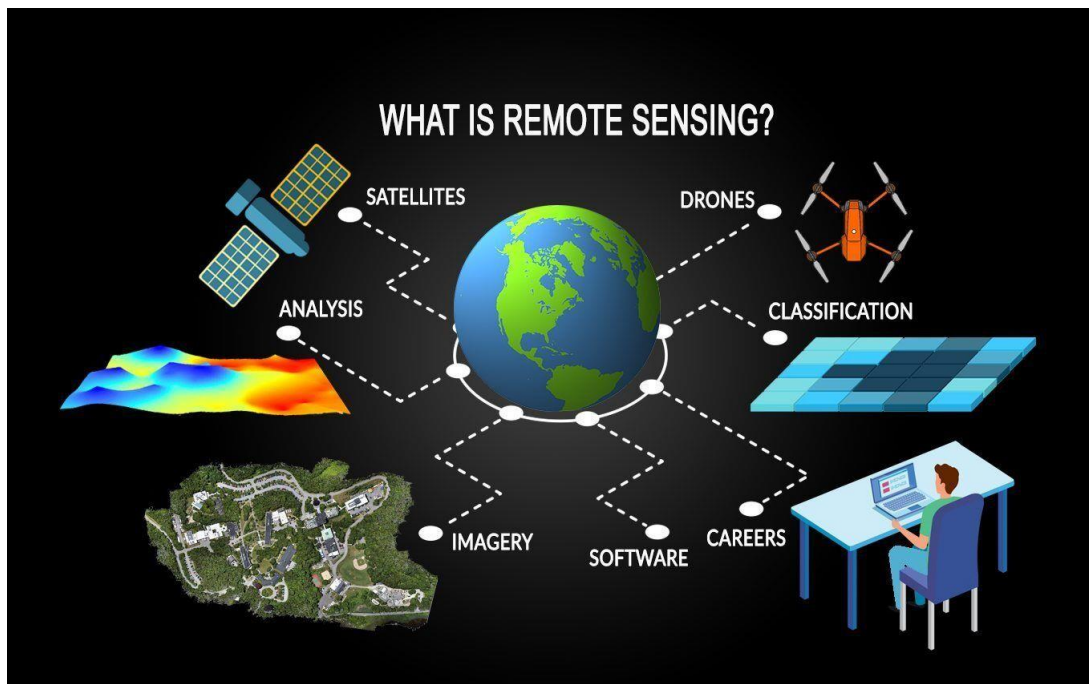 WHAT IS REMOTE SENSING?
SATELLITES
DRONES
ANALYSIS
CLASSIFICATION
IMAGERY
SOFTWARE
CAREERS